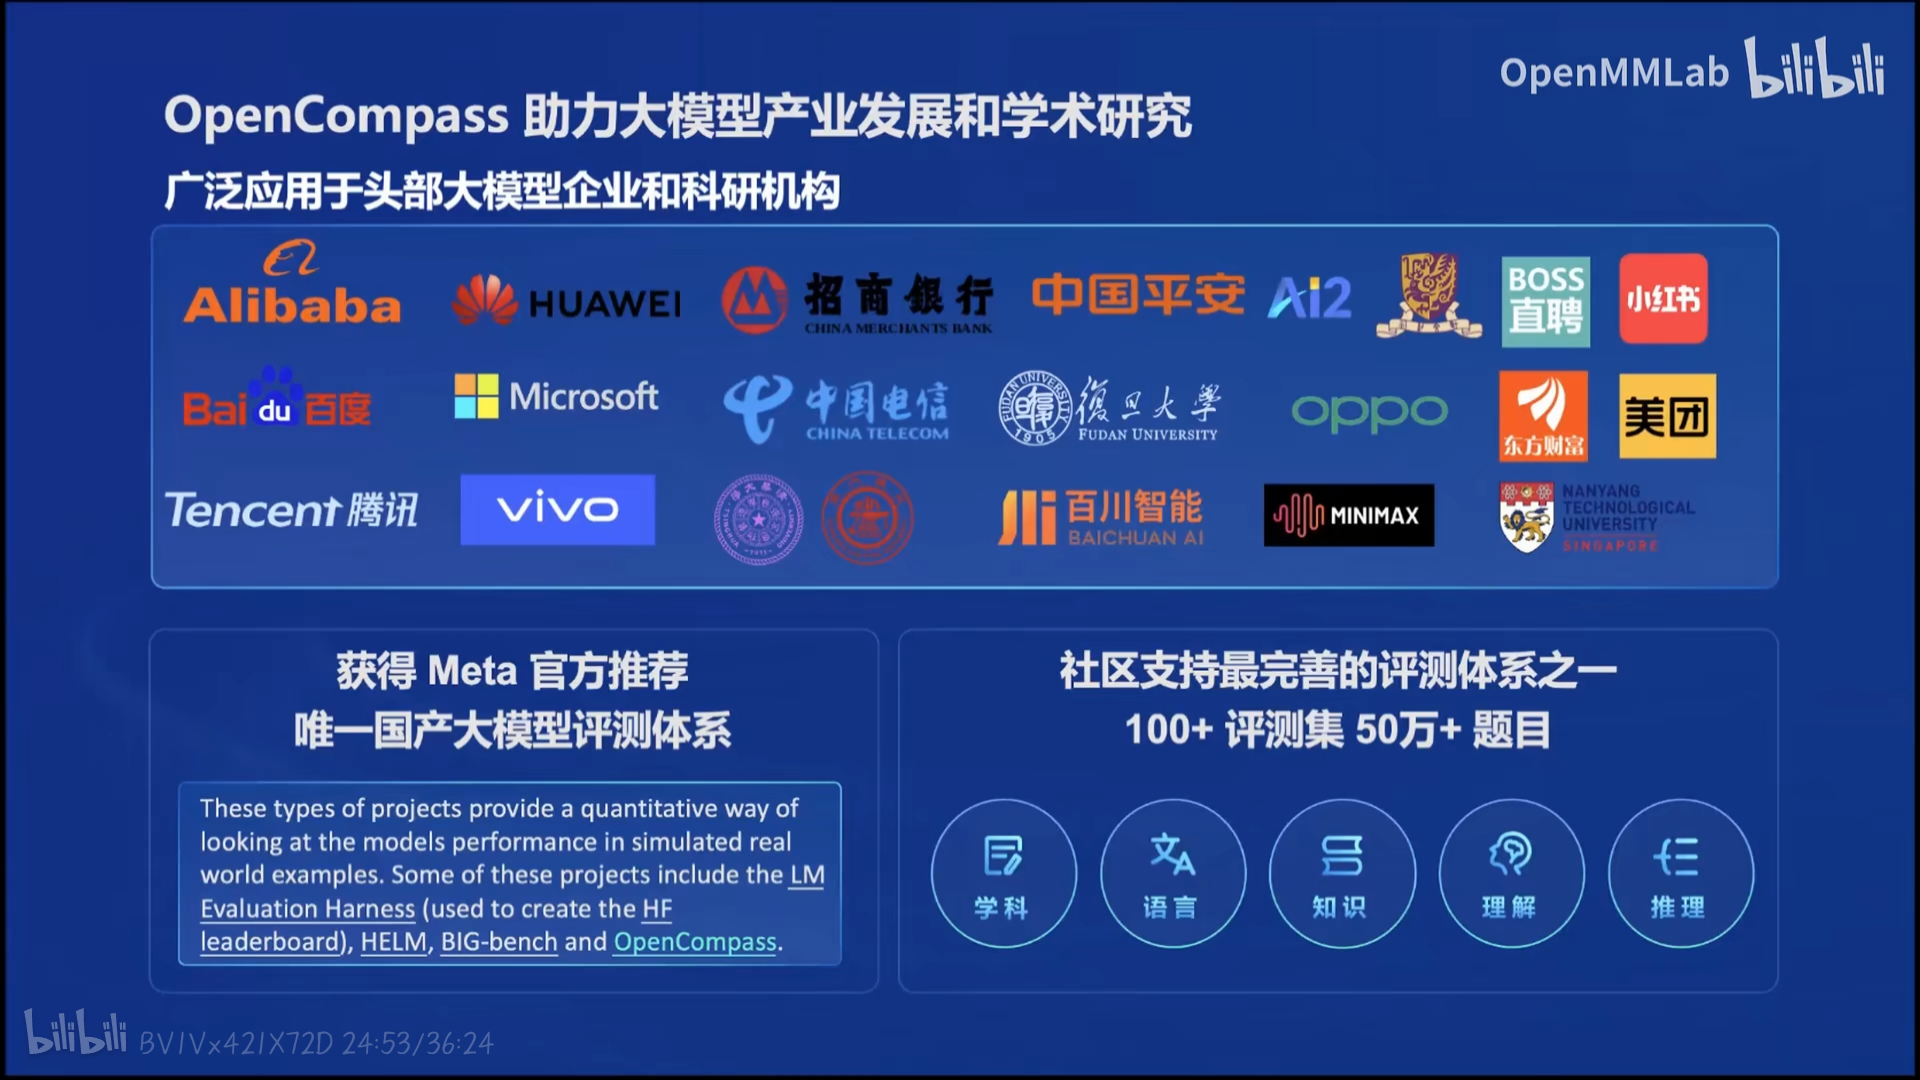 OpenMMLab bilibili
OpenCompass 助力大模型产业发展和学术研究
广泛应用于头部大模型企业和科研机构
Alibaba
HUAWEI
招商銀行
CHINA MERCHANTS BANK
中国平安
Ai2
BOSS
直聘
小红书
Bai du 百度
Microsoft
中国电信
CHINA TELECOM
FUDAN UNIVERSITY
1905
復旦大學
FUDAN UNIVERSITY
oppo
东方财富
美团
Tencent 腾讯
vivo
百川智能
BAICHUAN AI
MINIMAX
NANYANG
TECHNOLOGICAL
UNIVERSITY
SINGAPORE
获得 Meta 官方推荐
唯一国产大模型评测体系
These types of projects provide a quantitative way of
looking at the models performance in simulated real
world examples. Some of these projects include the LM
Evaluation Harness (used to create the HF
leaderboard), HELM, BIG-bench and OpenCompass.
社区支持最完善的评测体系之一
100+ 评测集 50万+ 题目
学科
语言
知识
理解
推理
bilibili BV1Vx421X72D 24:53/36:24